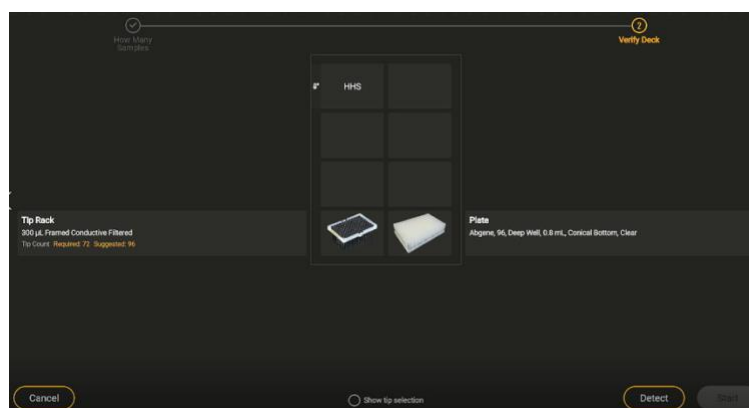 2
How Many
Samples
Verify Deck
HHS
Tip Rack
300 µL Framed Conductive Filtered
Tip Count Required: 72 Suggested: 96
Plate
Abgene, 96, Deep Well, 0.8 mL, Conical Bottom, Clear
Cancel
Show tip selection
Detect
Start